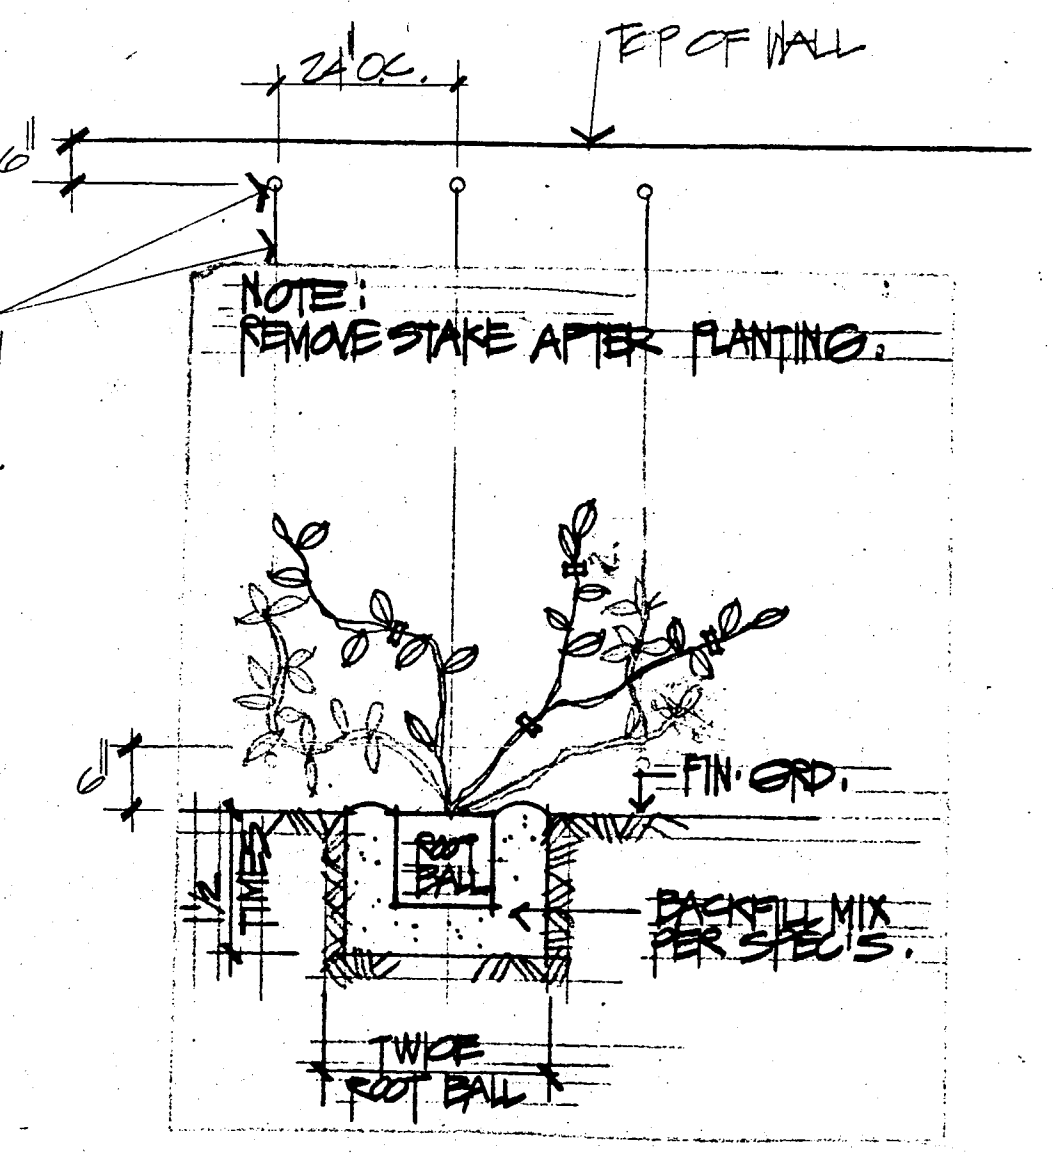 TOP OF WALL
24" O.C.
6"
NOTE:
REMOVE STAKE AFTER PLANTING.
6"
FIN. GRD.
ROOT
BALL
1 1/2
TIMES
BACKFILL MIX
PER SPEC'S.
TWICE
ROOT BALL